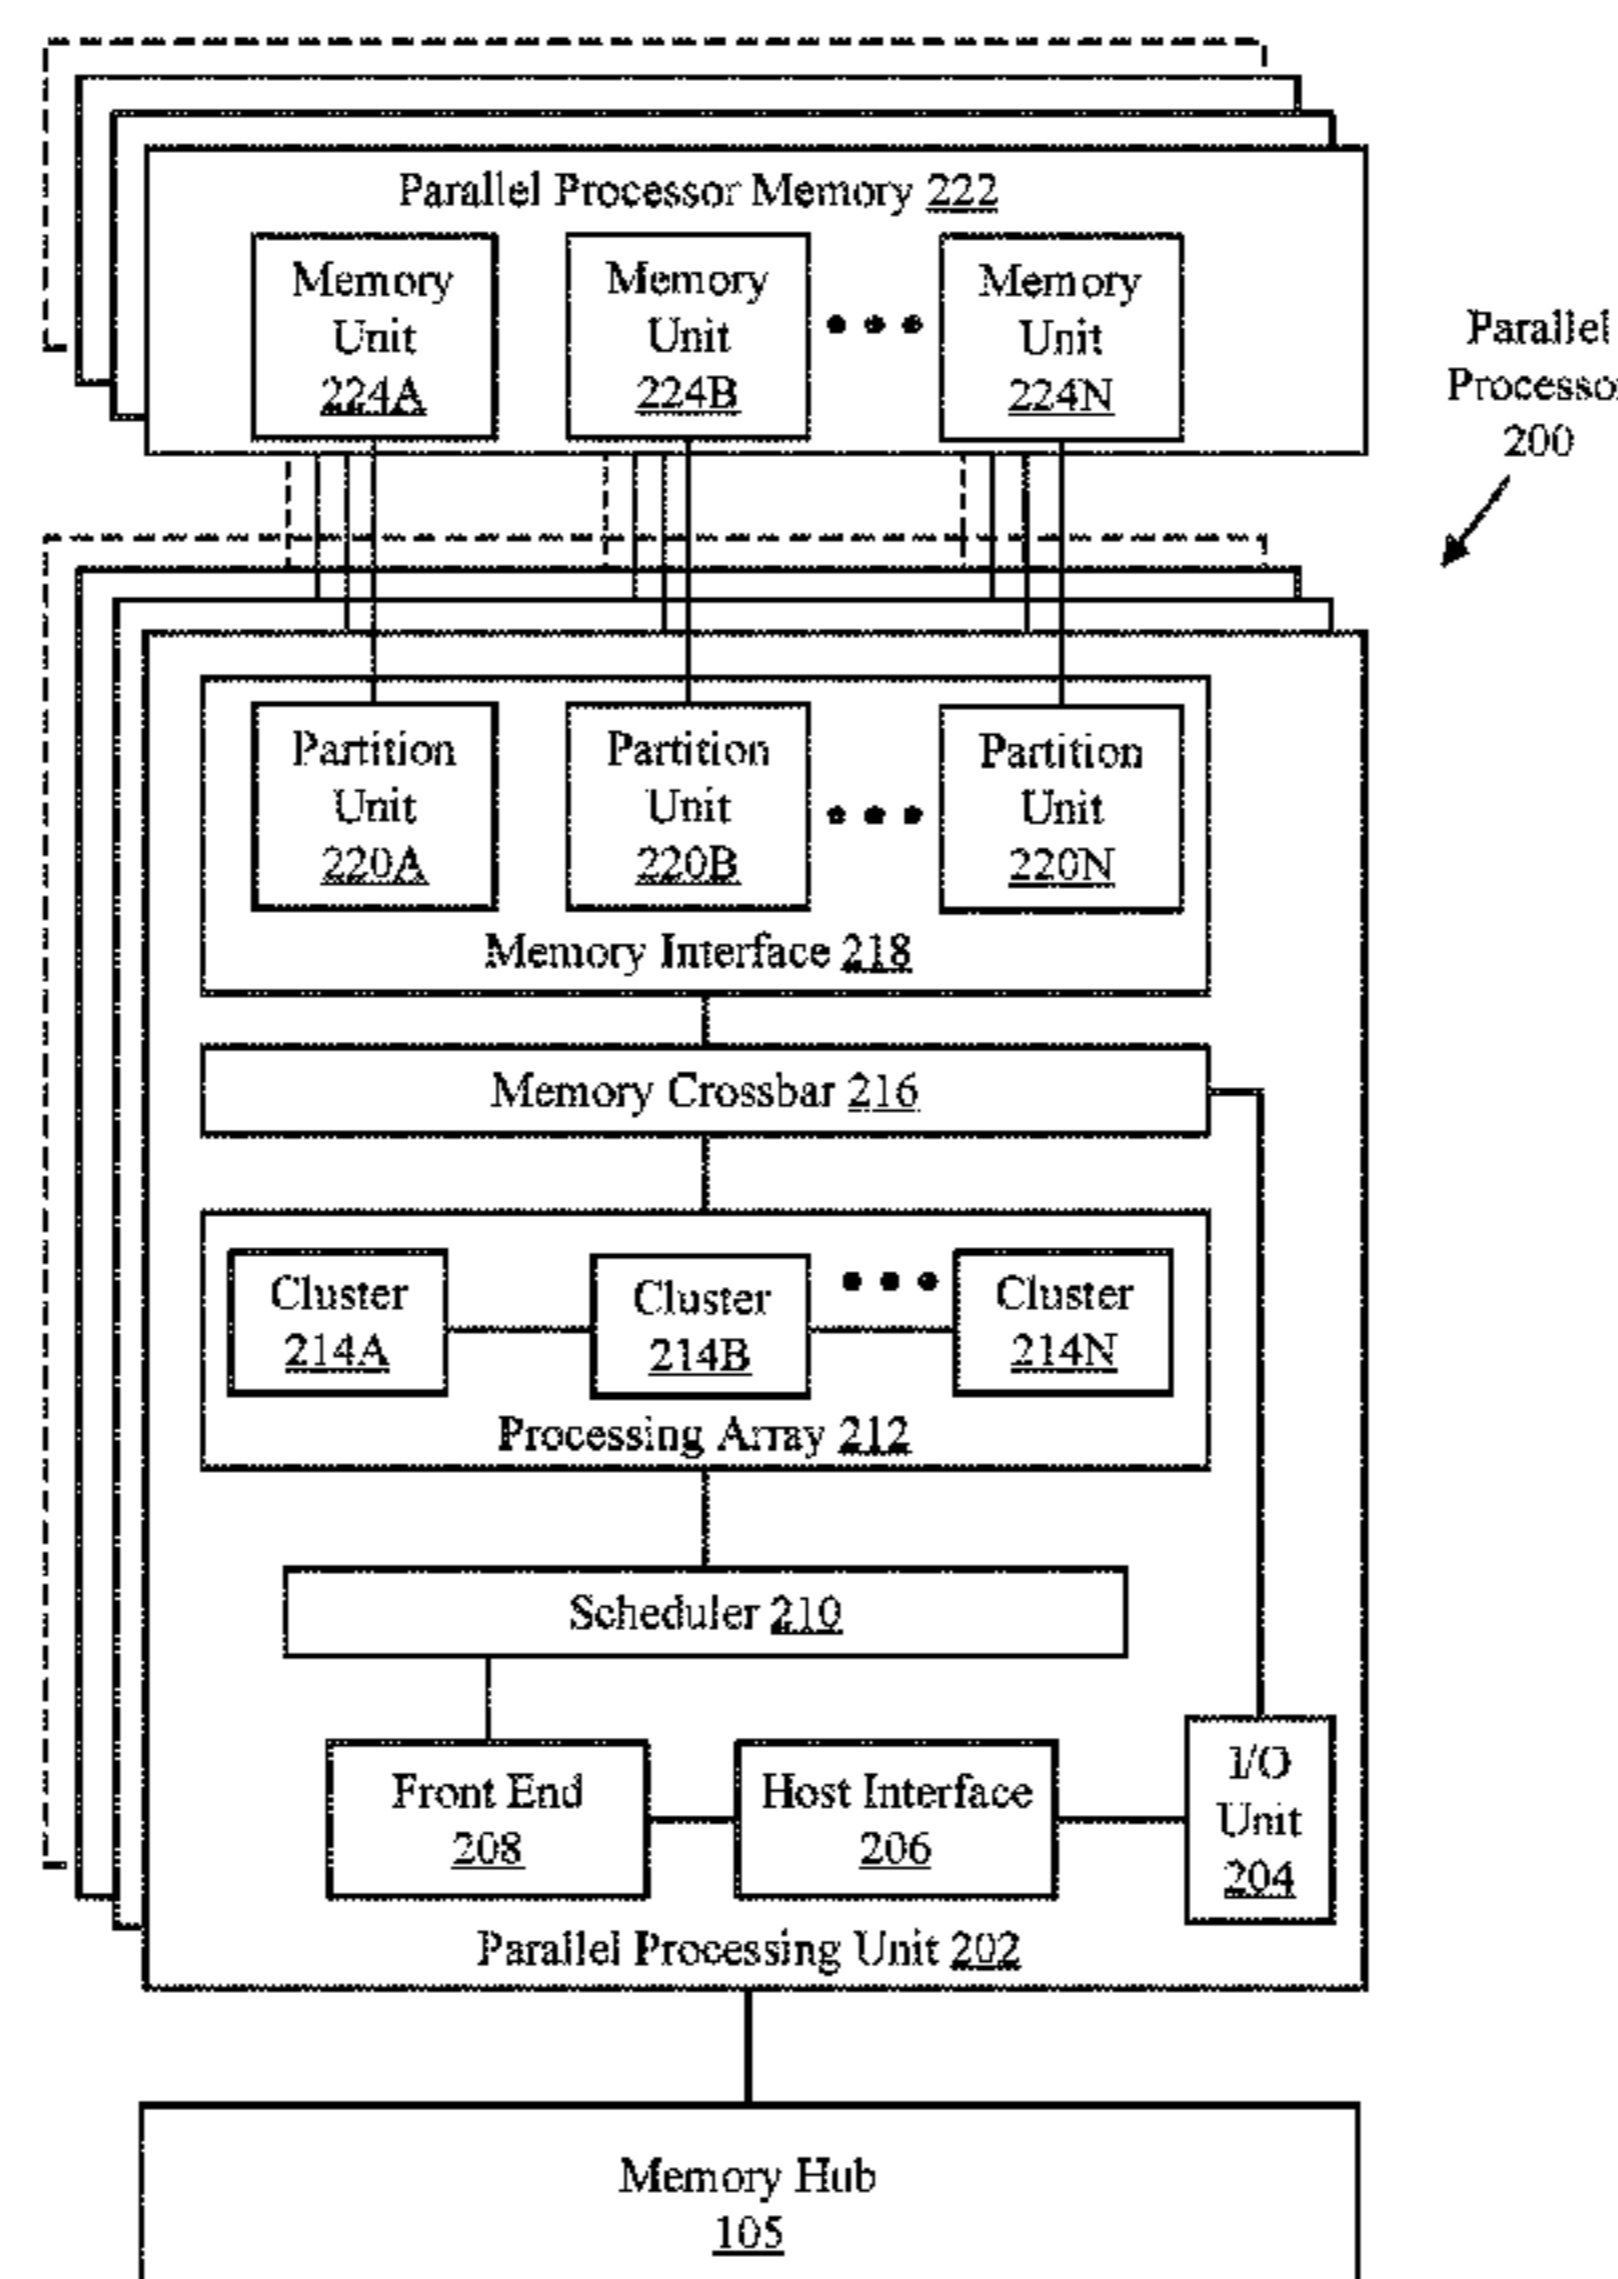 Parallel Processor Memory 222
Memory
Unit
224A
Memory
Unit
224B
Memory
Unit
224N
Parallel
Processor
200
Partition
Unit
220A
Partition
Unit
220B
Partition
Unit
220N
Memory Interface 218
Memory Crossbar 216
Cluster
214A
Cluster
214B
Cluster
214N
Processing Array 212
Scheduler 210
Front End
208
Host Interface
206
I/O
Unit
204
Parallel Processing Unit 202
Memory Hub
105